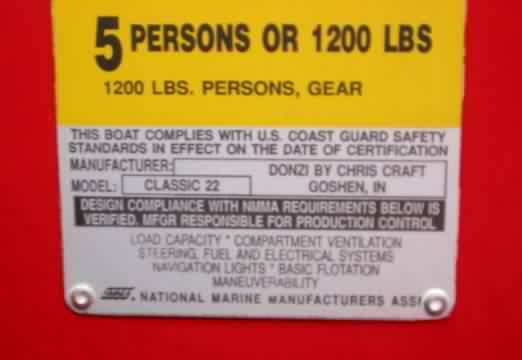 5 PERSONS OR 1200 LBS
1200 LBS. PERSONS, GEAR
THIS BOAT COMPLIES WITH U.S. COAST GUARD SAFETY
STANDARDS IN EFFECT ON THE DATE OF CERTIFICATION
MANUFACTURER: DONZI BY CHRIS CRAFT
MODEL: CLASSIC 22 GOSHEN, IN
DESIGN COMPLIANCE WITH NMMA REQUIREMENTS BELOW IS
VERIFIED. MFGR RESPONSIBLE FOR PRODUCTION CONTROL
LOAD CAPACITY * COMPARTMENT VENTILATION
STEERING, FUEL AND ELECTRICAL SYSTEMS
NAVIGATION LIGHTS * BASIC FLOTATION
MANEUVERABILITY
NATIONAL MARINE MANUFACTURERS